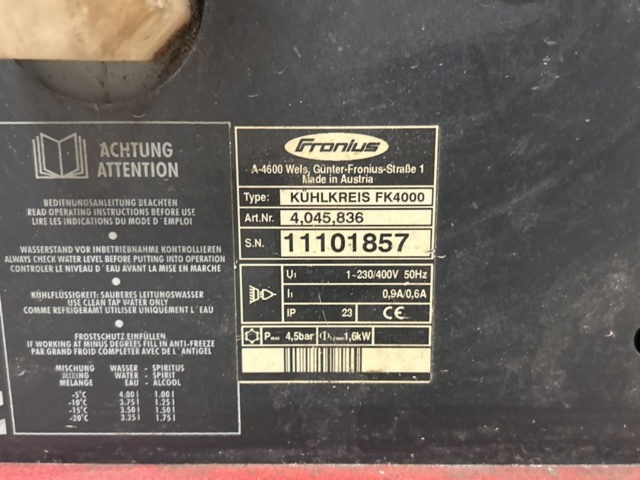 ACHTUNG
ATTENTION
BEDIENUNGSANLEITUNG BEACHTEN
READ OPERATING INSTRUCTIONS BEFORE USE
LIRE LES INDICATIONS DU MODE D´EMPLOI
WASSERSTAND VOR INBETRIEBNAHME KONTROLLIEREN
ALWAYS CHECK WATER LEVEL BEFORE PUTTING INTO OPERATION
CONTROLER LE NIVEAU D´EAU AVANT LA MISE EN MARCHE
KÜHLFLÜSSIGKEIT: SAUBERES LEITUNGSWASSER
USE CLEAN TAP WATER ONLY
COMME REFRIGERAMT UTILISER UNIQUEMENT L´EAU
FROSTSCHUTZ EINFÜLLEN
IF WORKING AT MINUS DEGREES FILL IN ANTI-FREEZE
PAR GRAND FROID COMPLETER AVEC DE L´ANTIGEL
MISCHUNG WASSER - SPIRITUS
MIXING WATER - SPIRIT
MELANGE EAU - ALCOOL
-5°C 4.00 l 1.00 l
-10°C 3.75 l 1.25 l
-15°C 3.50 l 1.50 l
-20°C 3.25 l 1.75 l
Fronius
A-4600 Wels, Günter-Fronius-Straße 1
Made in Austria
Type: KÜHLKREIS FK4000
Art.Nr. 4,045,836
S.N. 11101857
U1 1~230/400V 50Hz
I1 0,9A/0,6A
IP 23 CE
Pmax 4,5bar 1,6kW